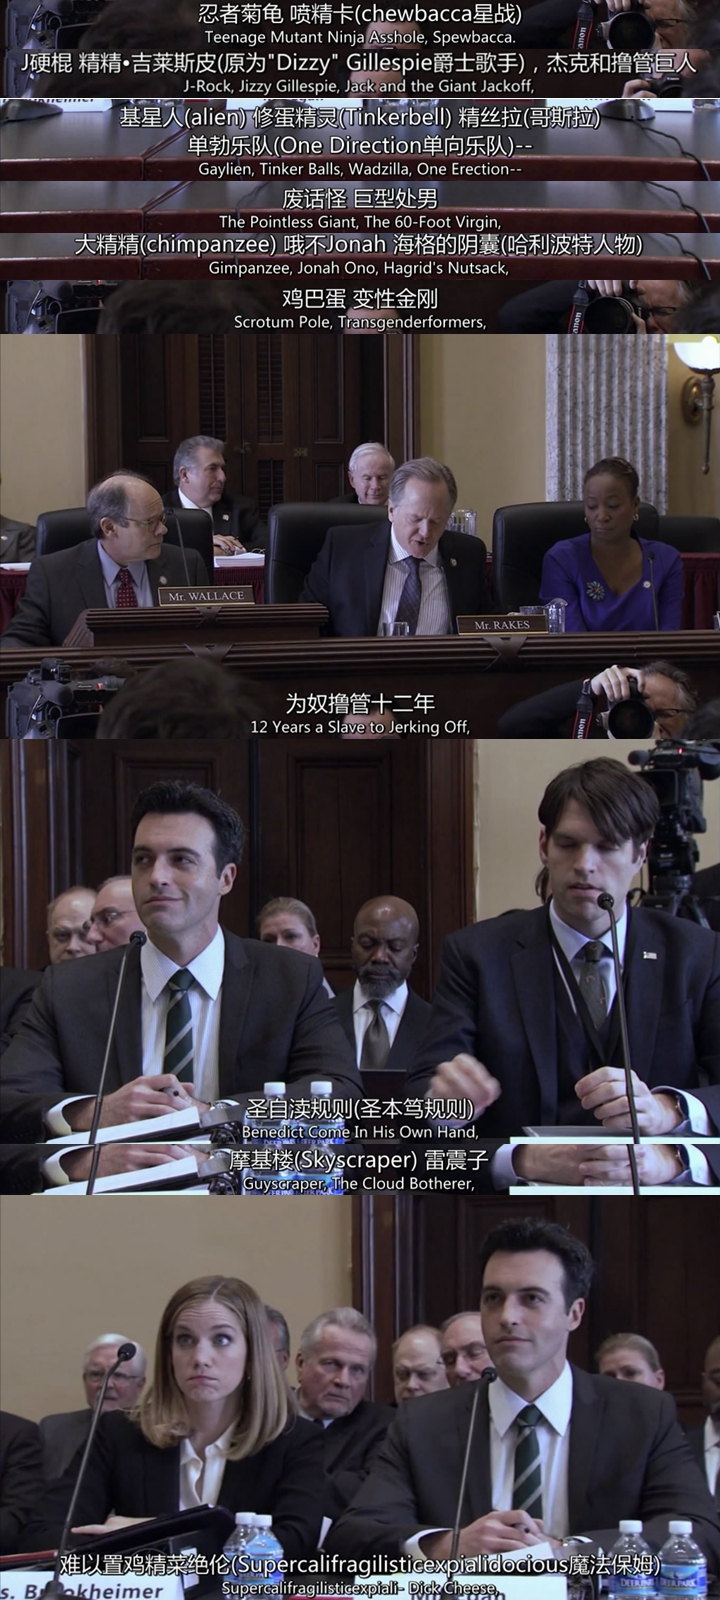 忍者菊龟 喷精卡(chewbacca星战)
Teenage Mutant Ninja Asshole, Spewbacca.
J硬棍 精精•吉莱斯皮(原为"Dizzy" Gillespie爵士歌手)，杰克和撸管巨人
J-Rock, Jizzy Gillespie, Jack and the Giant Jackoff,
基星人(alien) 修蛋精灵(Tinkerbell) 精丝拉(哥斯拉)
单勃乐队(One Direction单向乐队)--
Gaylien, Tinker Balls, Wadzilla, One Erection--
废话怪 巨型处男
The Pointless Giant, The 60-Foot Virgin,
大精精(chimpanzee) 哦不Jonah 海格的阴囊(哈利波特人物)
Gimpanzee, Jonah Ono, Hagrid's Nutsack,
鸡巴蛋 变性金刚
Scrotum Pole, Transgenderformers,
Mr. WALLACE
Mr. RAKES
为奴撸管十二年
12 Years a Slave to Jerking Off,
圣自渎规则(圣本笃规则)
Benedict Come In His Own Hand,
摩基楼(Skyscraper) 雷震子
Guyscraper, The Cloud Botherer,
难以置鸡精菜绝伦(Supercalifragilisticexpialidocious魔法保姆)
Supercalifragilisticexpiali- Dick Cheese,